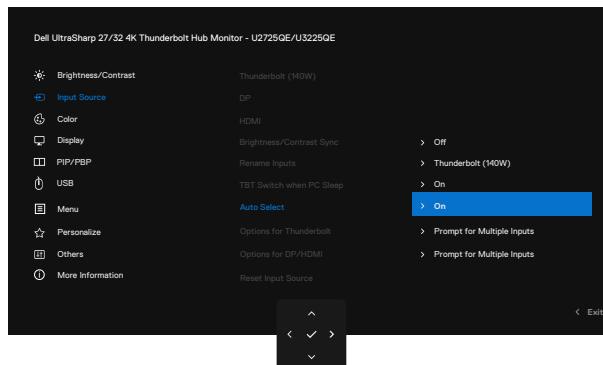 Dell UltraSharp 27/32 4K Thunderbolt Hub Monitor - U2725QE/U3225QE
Brightness/Contrast Thunderbolt (140W)
Input Source DP
Color HDMI
Display Brightness/Contrast Sync > Off
PIP/PBP Rename Inputs > Thunderbolt (140W)
USB TBT Switch when PC Sleep > On
Menu Auto Select > On
Personalize Options for Thunderbolt > Prompt for Multiple Inputs
Others Options for DP/HDMI > Prompt for Multiple Inputs
More Information Reset Input Source
< Exit